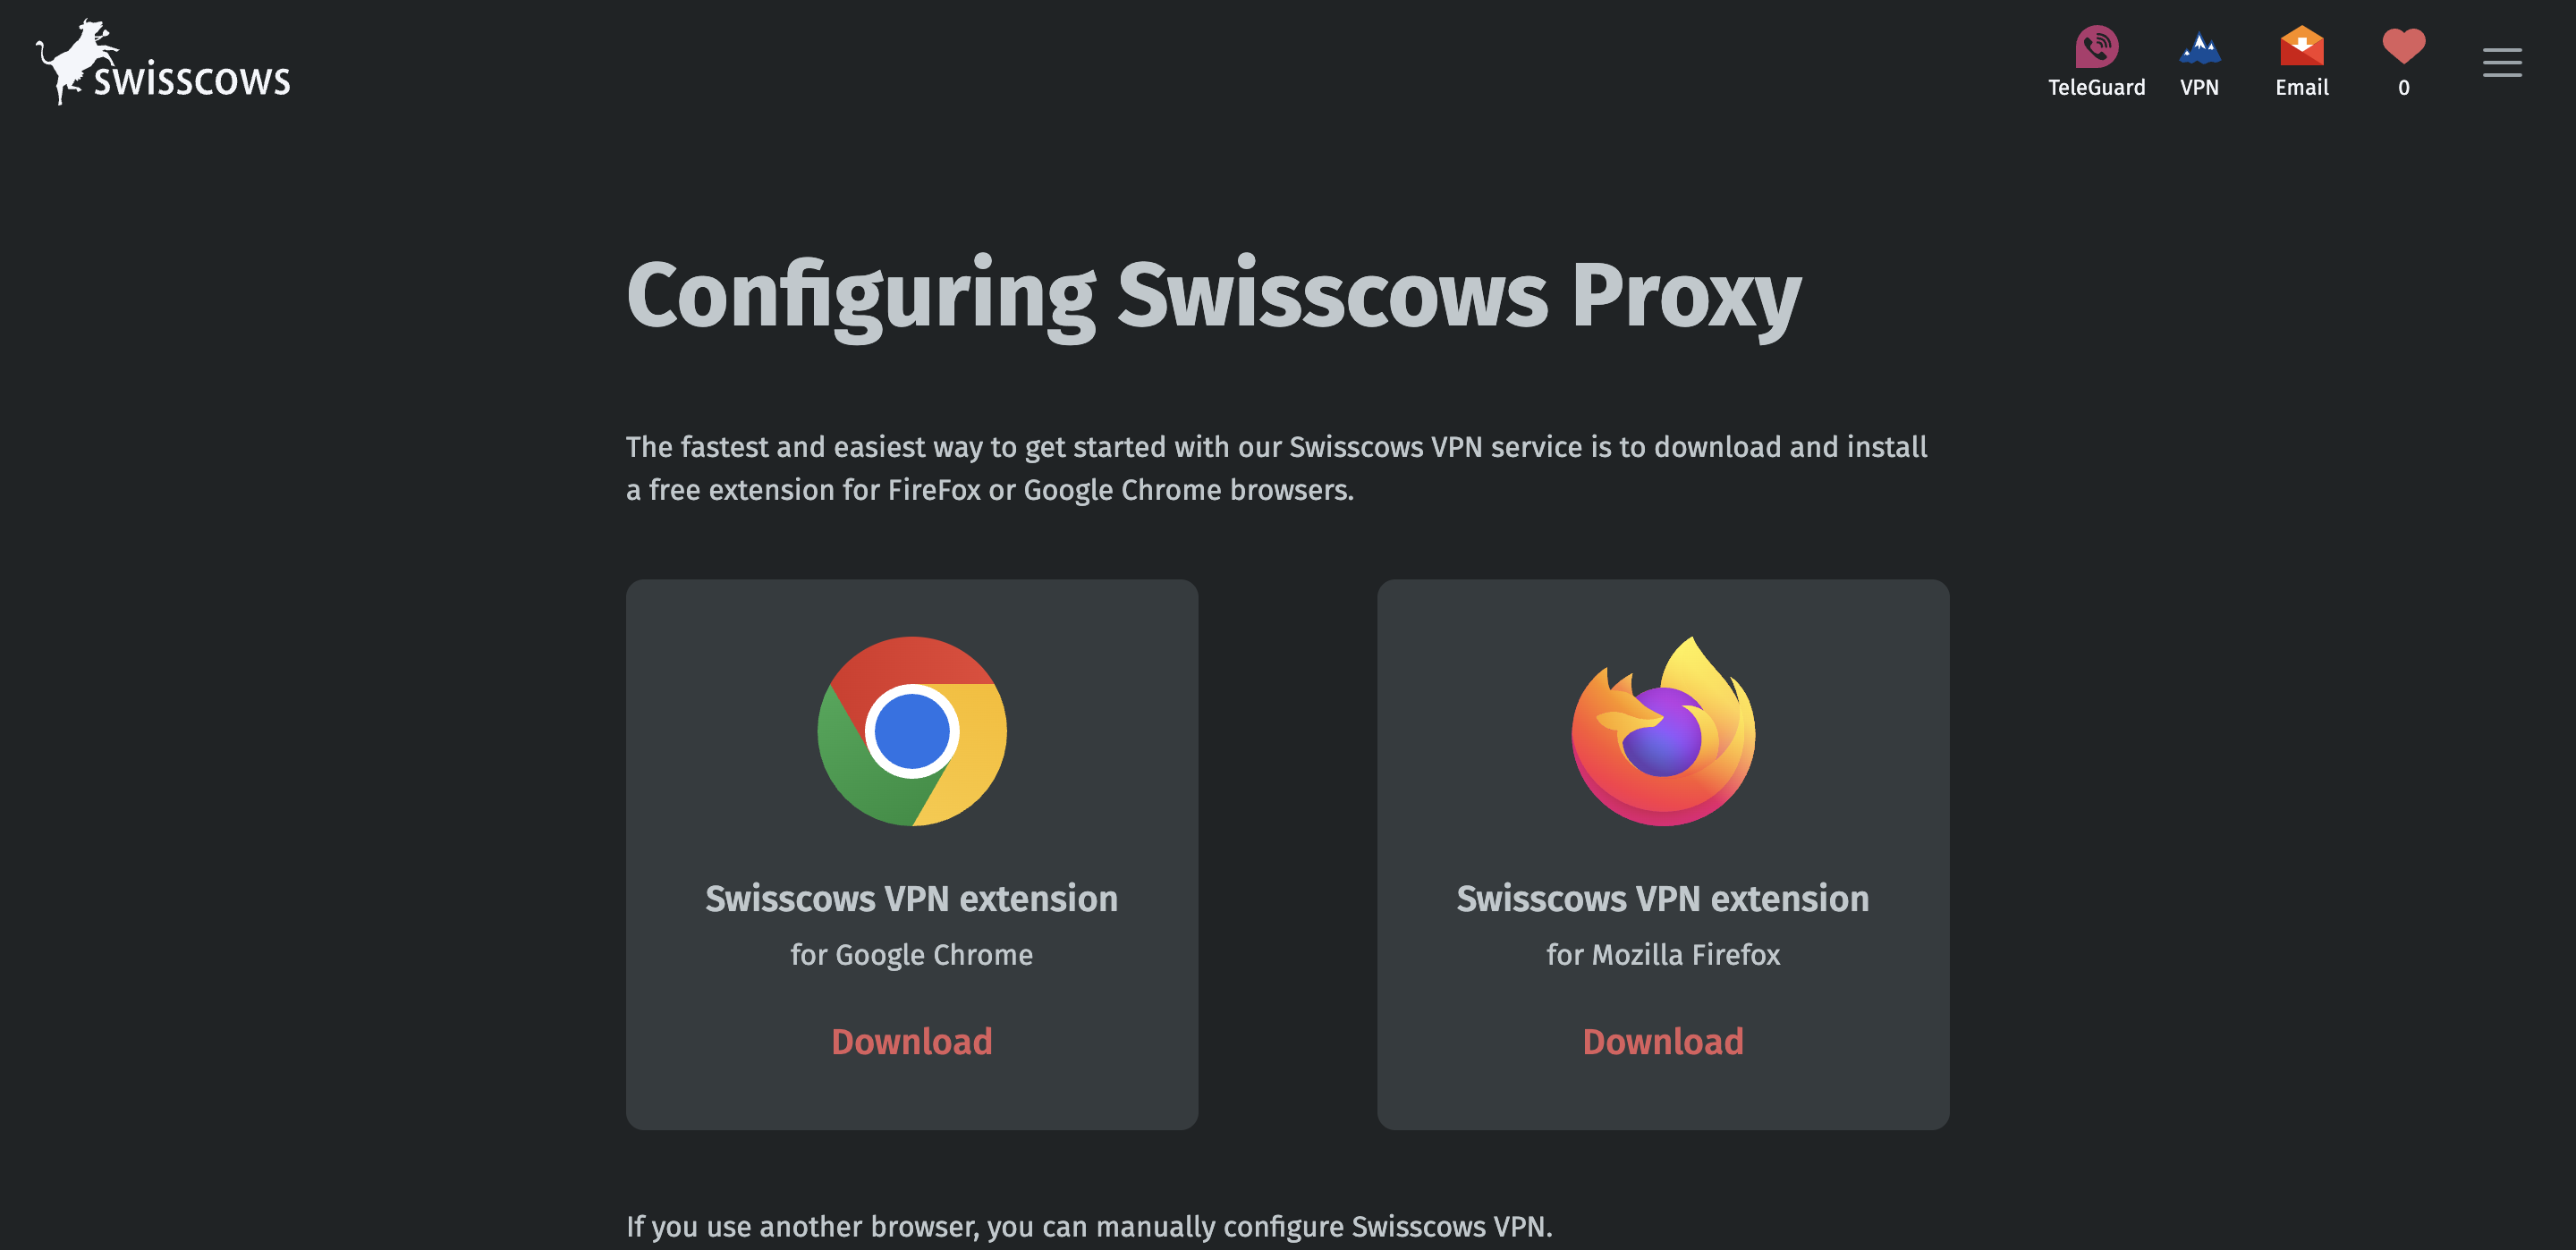 swisscows
TeleGuard
VPN
Email
0
Configuring Swisscows Proxy
The fastest and easiest way to get started with our Swisscows VPN service is to download and install
a free extension for FireFox or Google Chrome browsers.
Swisscows VPN extension
for Google Chrome
Download
Swisscows VPN extension
for Mozilla Firefox
Download
If you use another browser, you can manually configure Swisscows VPN.